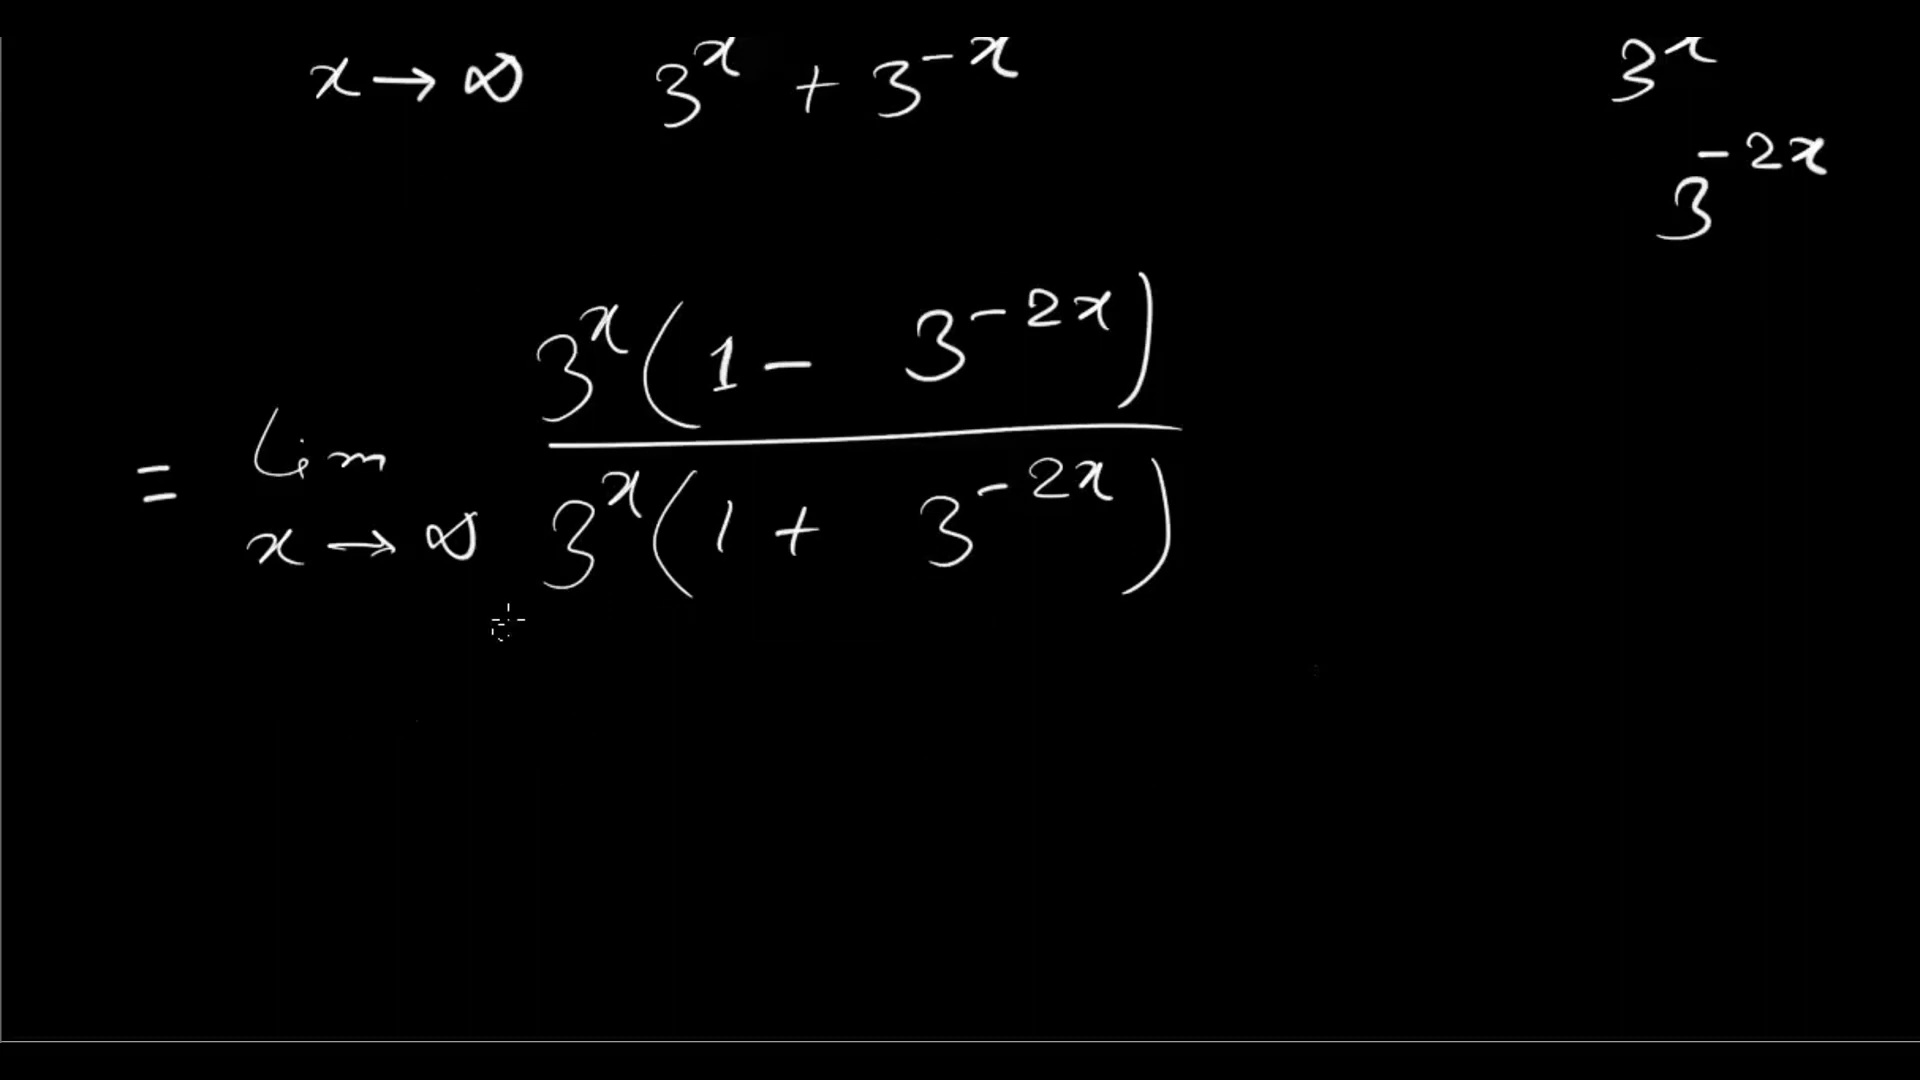 x → ∞ 3^x + 3^-x
3^x
3^-2x
3^x(1 - 3^-2x)
= Lim
x → ∞ 3^x(1 + 3^-2x)